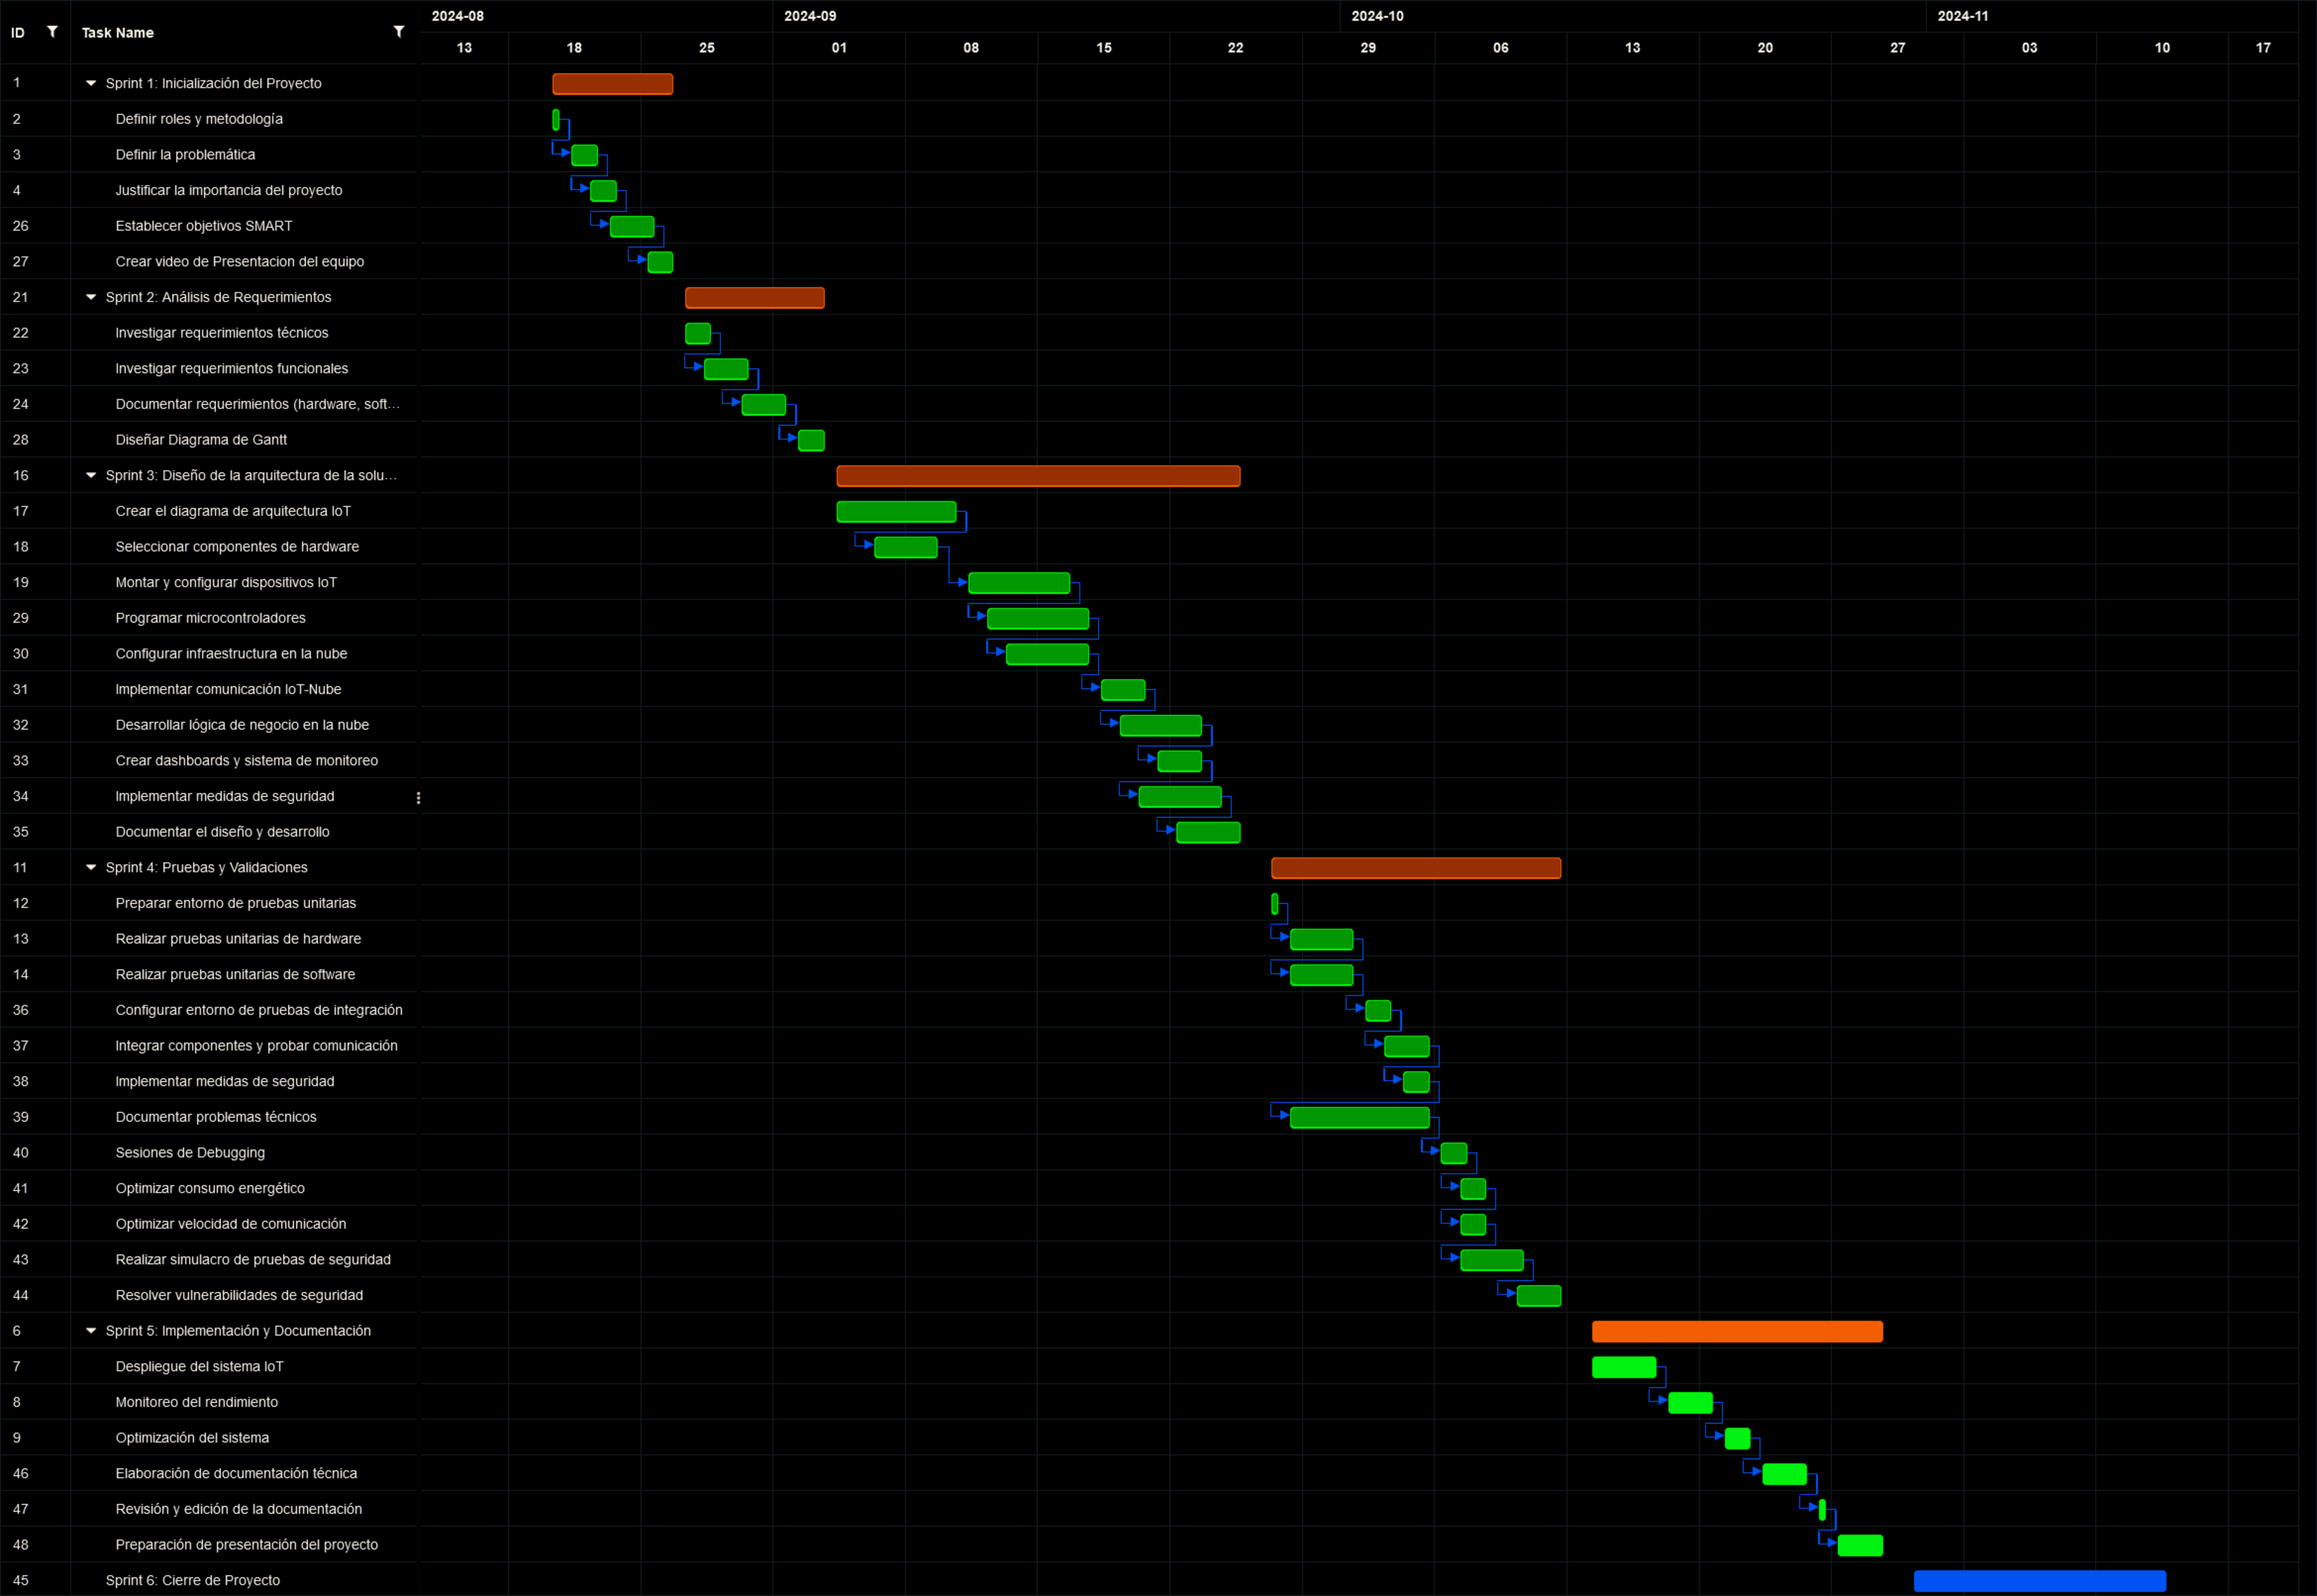 2024-08 2024-09 2024-10 2024-11
ID Task Name
13 18 25 01 08 15 22 29 06 13 20 27 03 10 17
1 Sprint 1: Inicialización del Proyecto
2 Definir roles y metodología
3 Definir la problemática
4 Justificar la importancia del proyecto
26 Establecer objetivos SMART
27 Crear video de Presentacion del equipo
21 Sprint 2: Análisis de Requerimientos
22 Investigar requerimientos técnicos
23 Investigar requerimientos funcionales
24 Documentar requerimientos (hardware, soft...
28 Diseñar Diagrama de Gantt
16 Sprint 3: Diseño de la arquitectura de la solu...
17 Crear el diagrama de arquitectura IoT
18 Seleccionar componentes de hardware
19 Montar y configurar dispositivos IoT
29 Programar microcontroladores
30 Configurar infraestructura en la nube
31 Implementar comunicación IoT-Nube
32 Desarrollar lógica de negocio en la nube
33 Crear dashboards y sistema de monitoreo
34 Implementar medidas de seguridad
35 Documentar el diseño y desarrollo
11 Sprint 4: Pruebas y Validaciones
12 Preparar entorno de pruebas unitarias
13 Realizar pruebas unitarias de hardware
14 Realizar pruebas unitarias de software
36 Configurar entorno de pruebas de integración
37 Integrar componentes y probar comunicación
38 Implementar medidas de seguridad
39 Documentar problemas técnicos
40 Sesiones de Debugging
41 Optimizar consumo energético
42 Optimizar velocidad de comunicación
43 Realizar simulacro de pruebas de seguridad
44 Resolver vulnerabilidades de seguridad
6 Sprint 5: Implementación y Documentación
7 Despliegue del sistema IoT
8 Monitoreo del rendimiento
9 Optimización del sistema
46 Elaboración de documentación técnica
47 Revisión y edición de la documentación
48 Preparación de presentación del proyecto
45 Sprint 6: Cierre de Proyecto